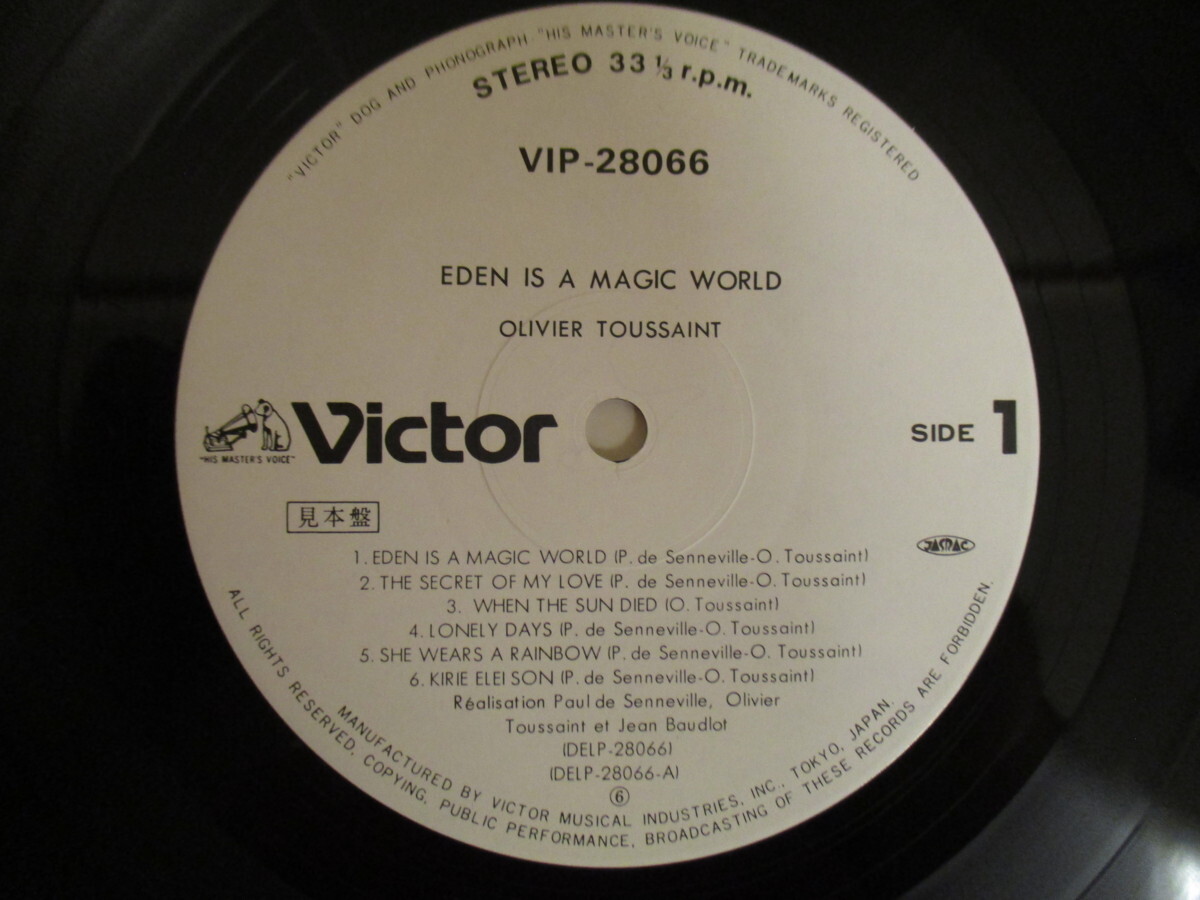 "VICTOR" DOG AND PHONOGRAPH "HIS MASTER'S VOICE" TRADEMARKS REGISTERED
STEREO 33 1/3 r.p.m.
VIP-28066
EDEN IS A MAGIC WORLD
OLIVIER TOUSSAINT
"HIS MASTER'S VOICE"
Victor
SIDE 1
見本盤
JASRAC
1. EDEN IS A MAGIC WORLD (P. de Senneville-O. Toussaint)
2. THE SECRET OF MY LOVE (P. de Senneville-O. Toussaint)
3. WHEN THE SUN DIED (O. Toussaint)
4. LONELY DAYS (P. de Senneville-O. Toussaint)
5. SHE WEARS A RAINBOW (P. de Senneville-O. Toussaint)
6. KIRIE ELEI SON (P. de Senneville-O. Toussaint)
Réalisation Paul de Senneville, Olivier
Toussaint et Jean Baudlot
(DELP-28066)
(DELP-28066-A)
⑥
MANUFACTURED BY VICTOR MUSICAL INDUSTRIES, INC., TOKYO, JAPAN.
ALL RIGHTS RESERVED. COPYING, PUBLIC PERFORMANCE, BROADCASTING OF THESE RECORDS ARE FORBIDDEN.